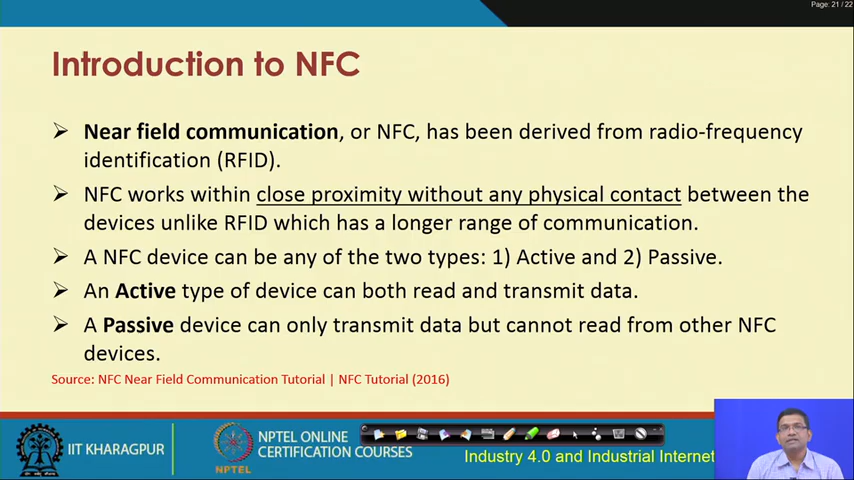 Page: 21 / 22
Introduction to NFC
➢ Near field communication, or NFC, has been derived from radio-frequency
identification (RFID).
➢ NFC works within close proximity without any physical contact between the
devices unlike RFID which has a longer range of communication.
➢ A NFC device can be any of the two types: 1) Active and 2) Passive.
➢ An Active type of device can both read and transmit data.
➢ A Passive device can only transmit data but cannot read from other NFC
devices.
Source: NFC Near Field Communication Tutorial | NFC Tutorial (2016)
IIT KHARAGPUR
NPTEL
NPTEL ONLINE
CERTIFICATION COURSES
Industry 4.0 and Industrial Internet